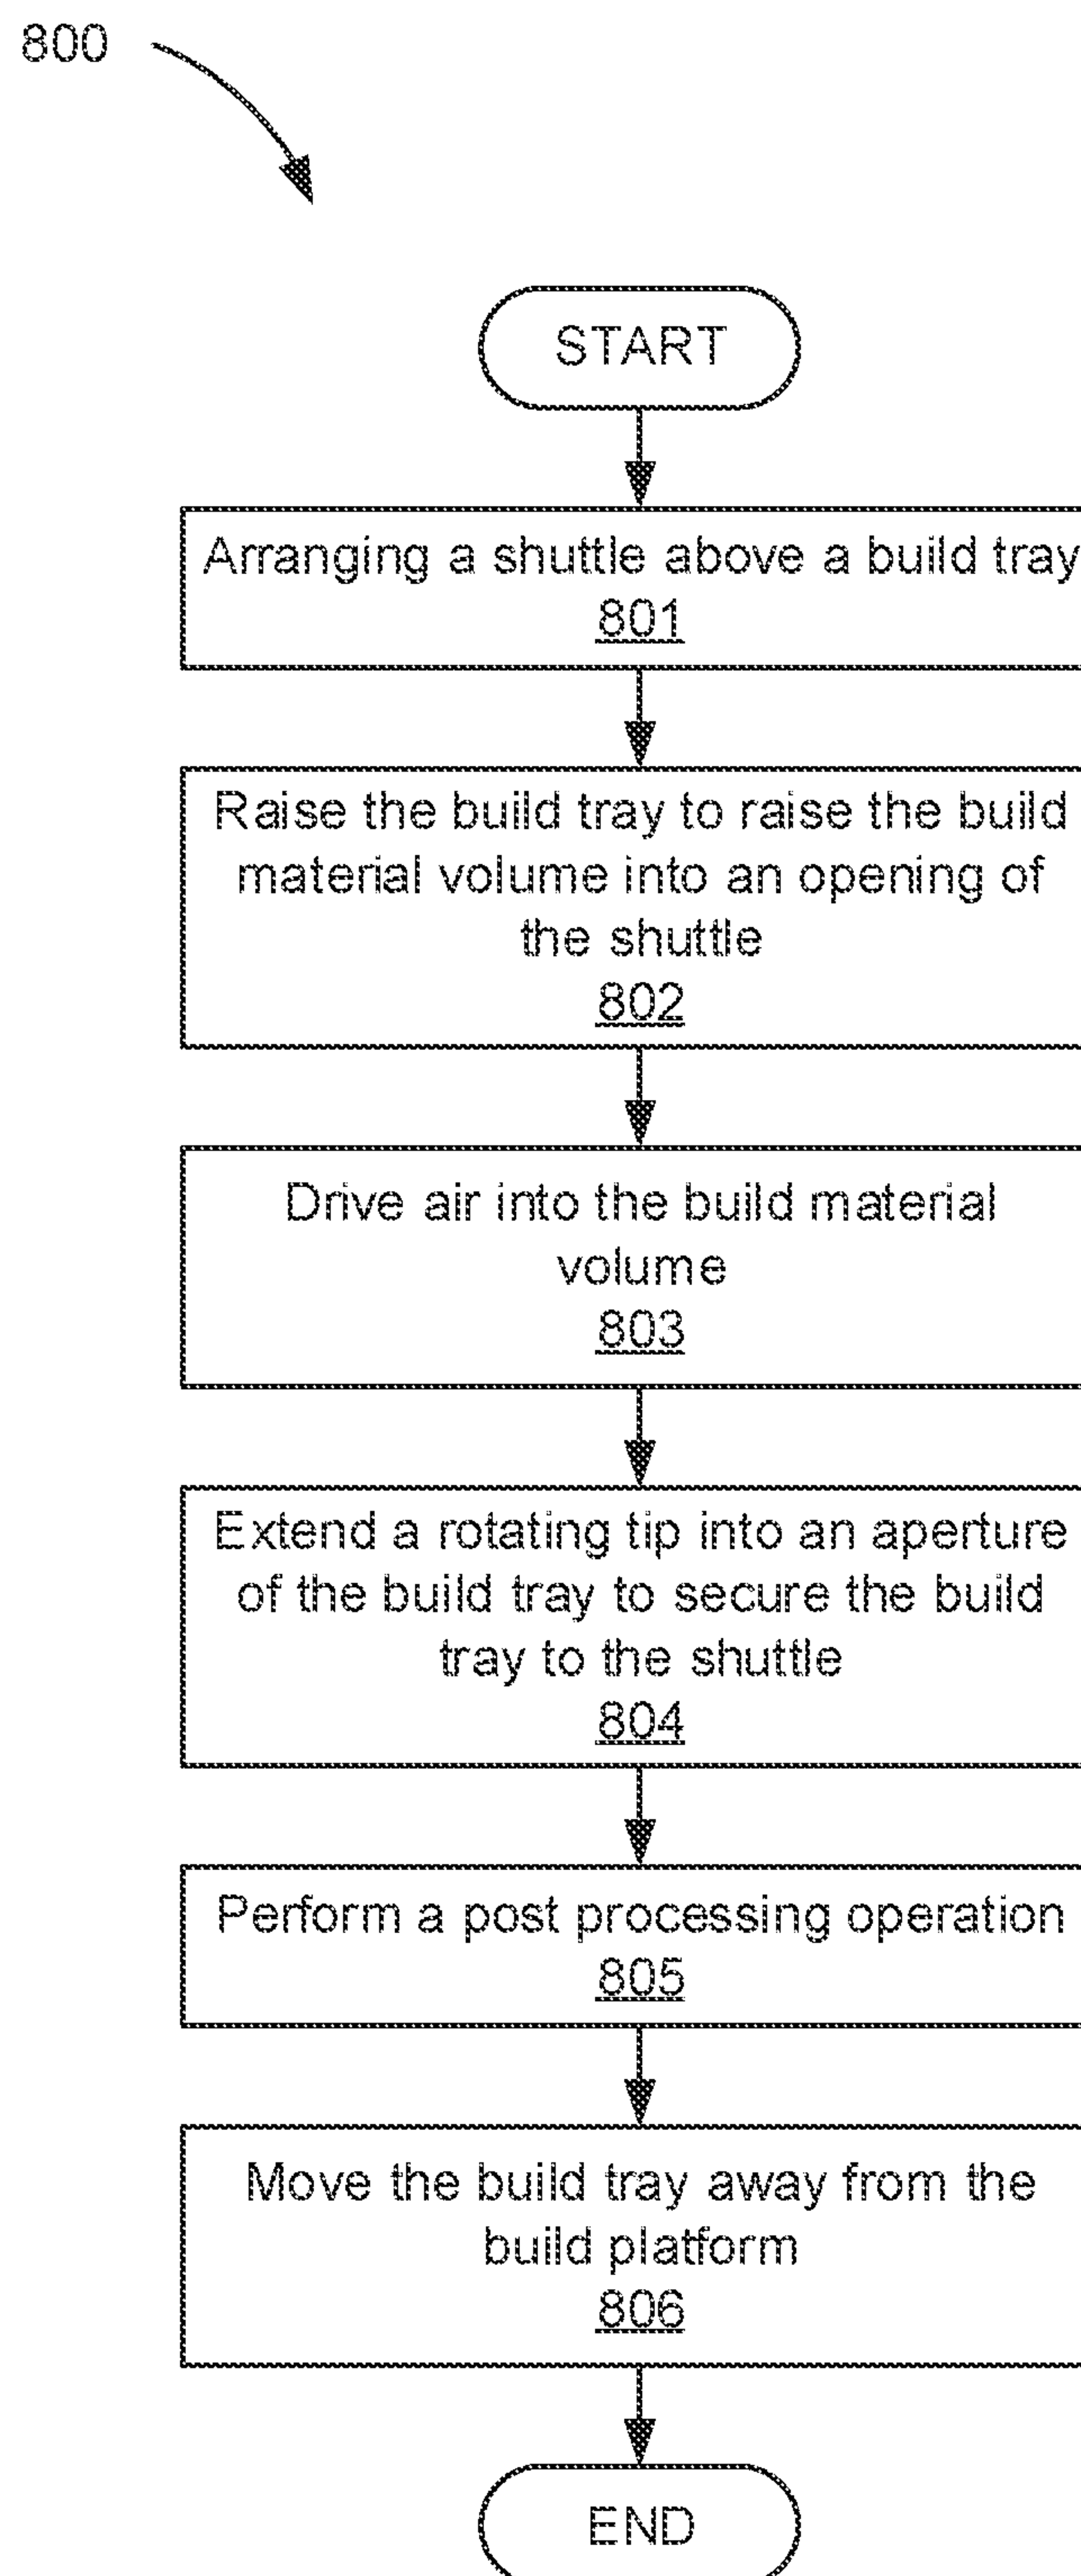 800
START
Arranging a shuttle above a build tray
801
Raise the build tray to raise the build
material volume into an opening of
the shuttle
802
Drive air into the build material
volume
803
Extend a rotating tip into an aperture
of the build tray to secure the build
tray to the shuttle
804
Perform a post processing operation
805
Move the build tray away from the
build platform
806
END